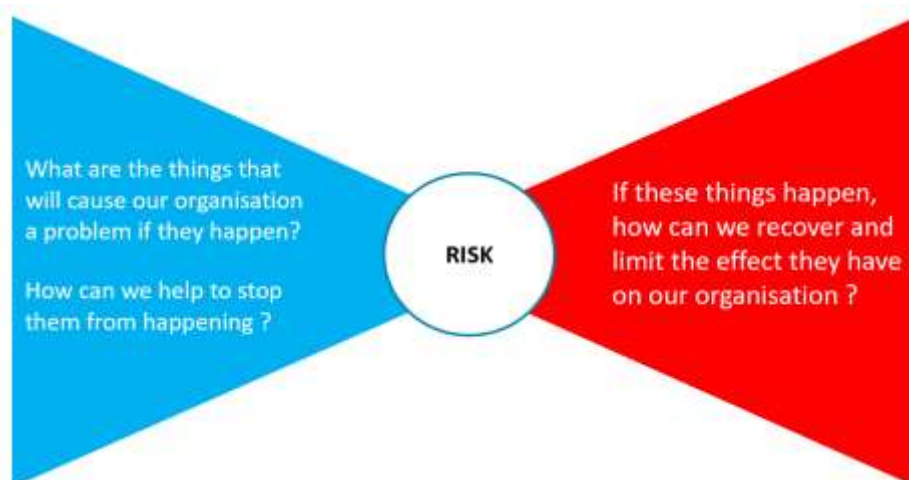 What are the things that
will cause our organisation
a problem if they happen?
How can we help to stop
them from happening ?
RISK
If these things happen,
how can we recover and
limit the effect they have
on our organisation ?